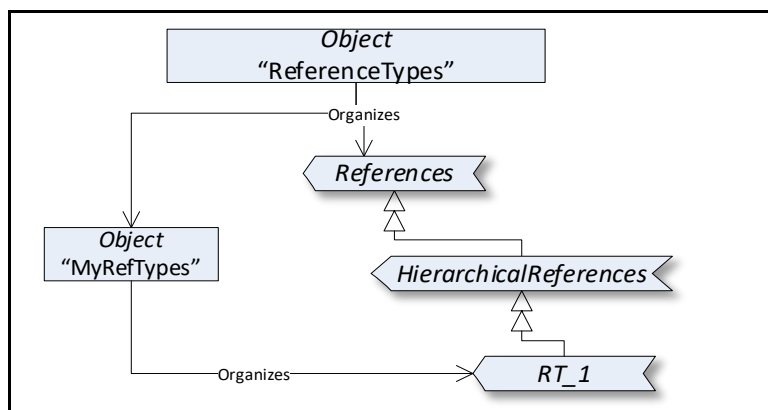 Object
“ReferenceTypes”
Organizes
References
Object
“MyRefTypes”
HierarchicalReferences
Organizes
RT_1